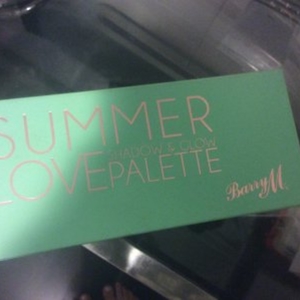 SUMMER
SHADOW & GLOW
LOVE PALETTE
Barry M